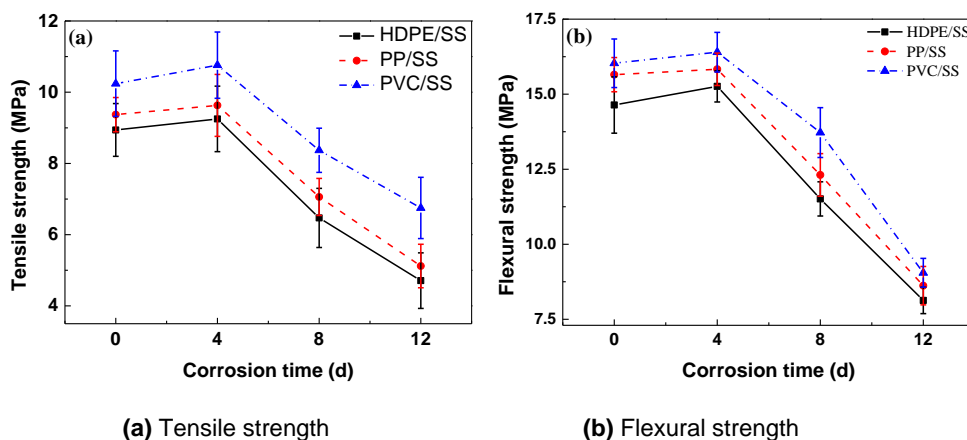 (a)
HDPE/SS
PP/SS
PVC/SS
Tensile strength (MPa)
10
8
6
4
0 4 8 12
Corrosion time (d)
(b)
HDPE/SS
PP/SS
PVC/SS
Flexural strength (MPa)
17.5
15.0
12.5
10.0
7.5
0 4 8 12
Corrosion time (d)
(a) Tensile strength
(b) Flexural strength